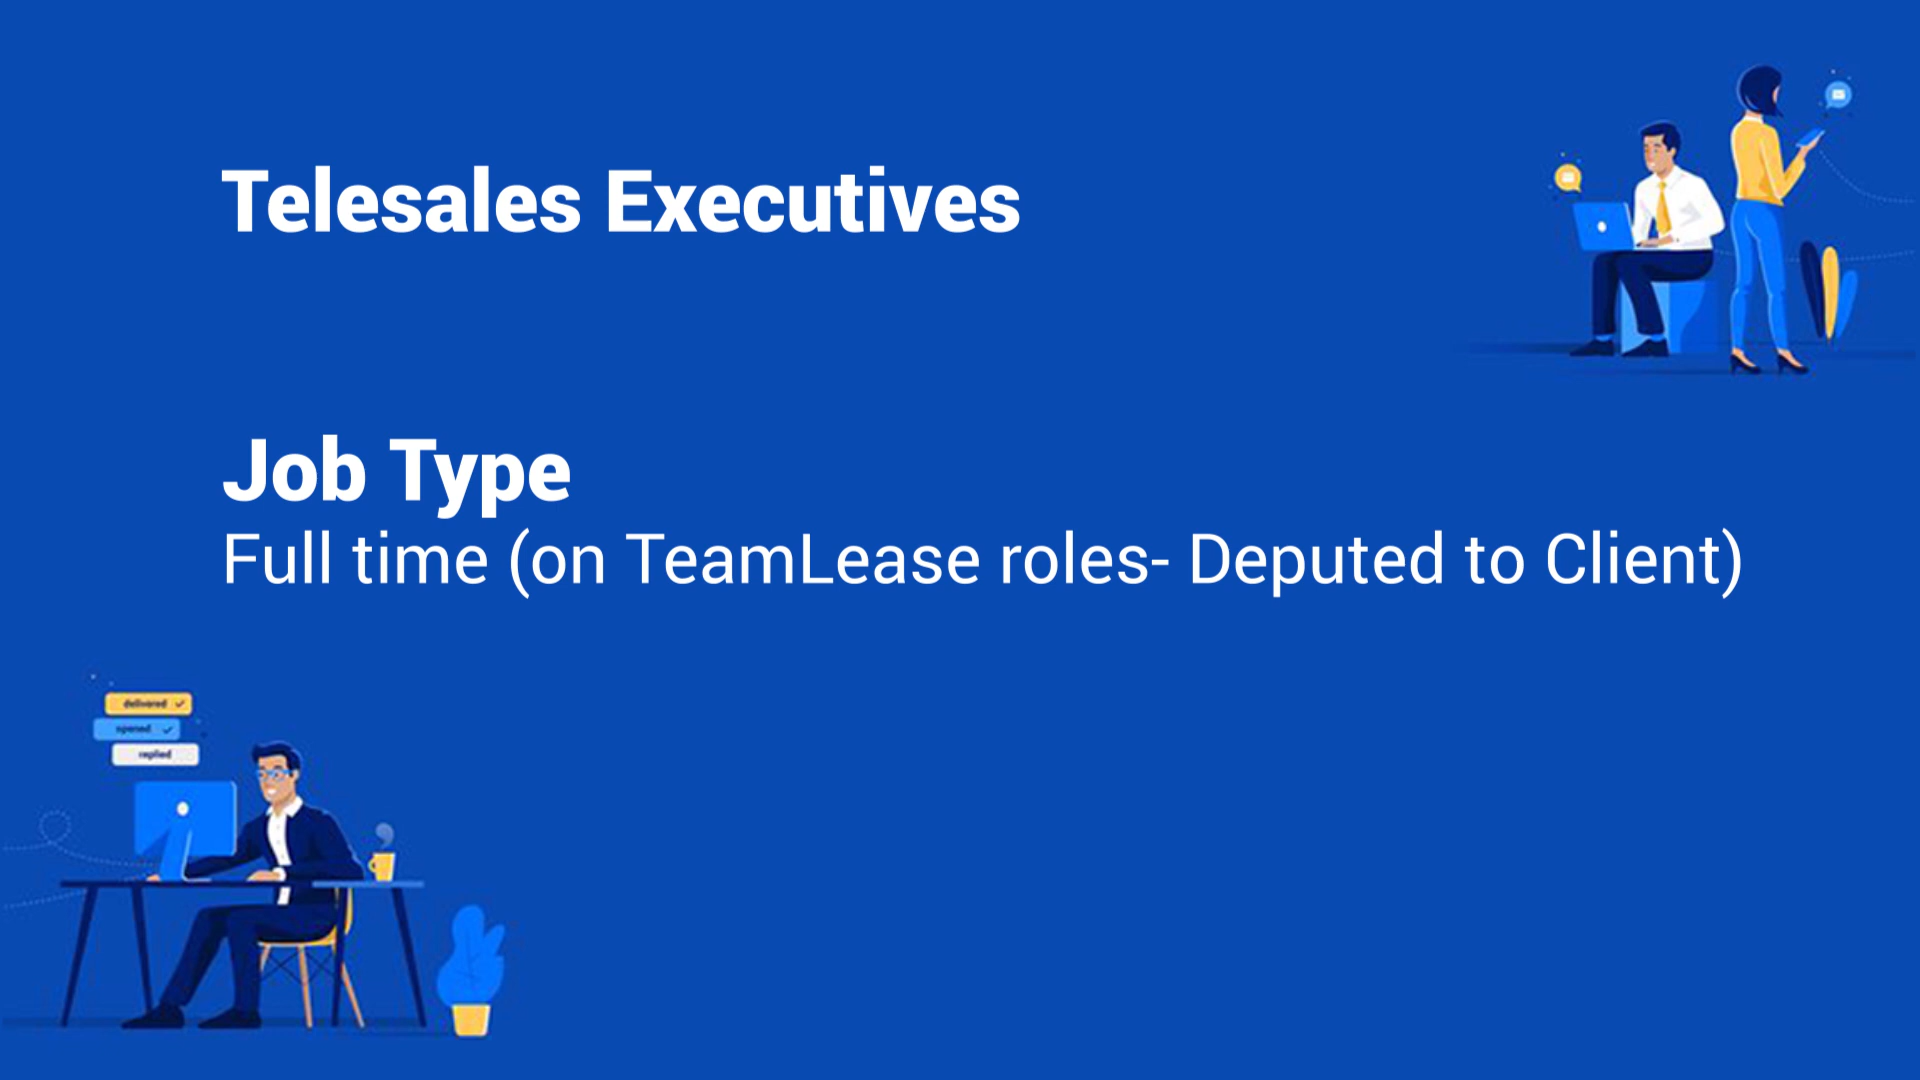 Telesales Executives
Job Type
Full time (on TeamLease roles- Deputed to Client)
delivered
opened
replied